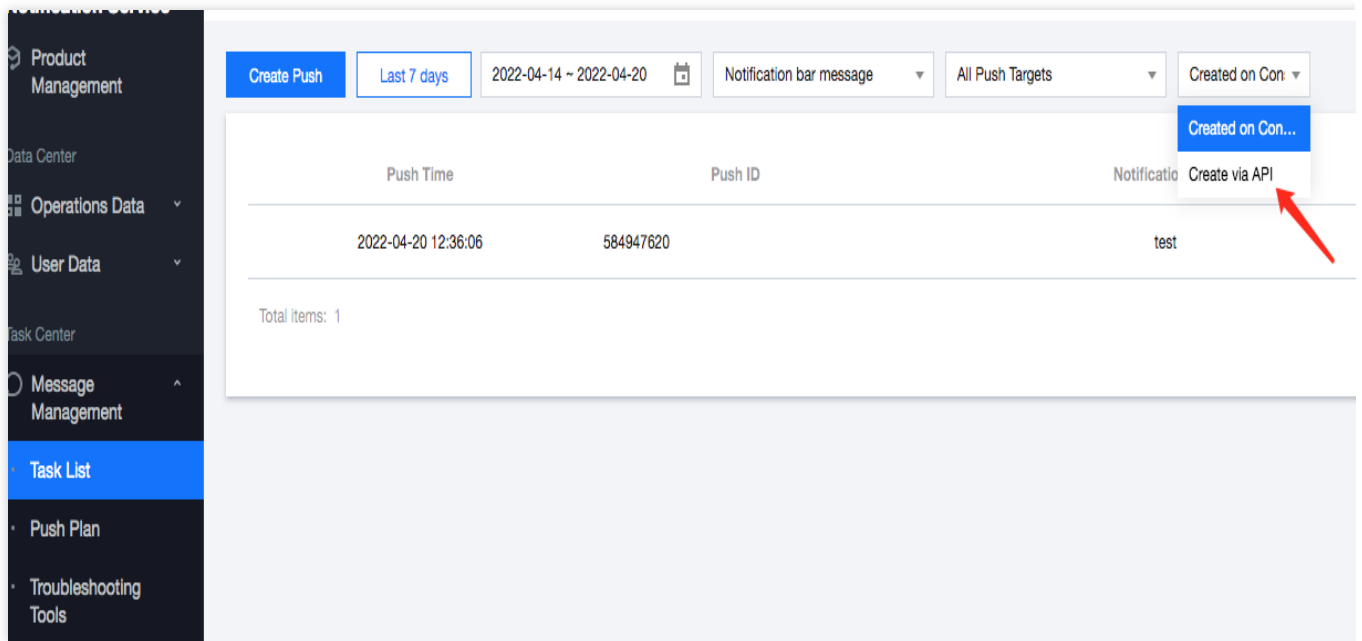 Product
Management
Data Center
Operations Data
User Data
Task Center
Message
Management
Task List
Push Plan
Troubleshooting
Tools
Create Push
Last 7 days
2022-04-14 ~ 2022-04-20
Notification bar message
All Push Targets
Created on Con
Created on Con...
Create via API
Push Time
Push ID
Notificatio
2022-04-20 12:36:06
584947620
test
Total items: 1